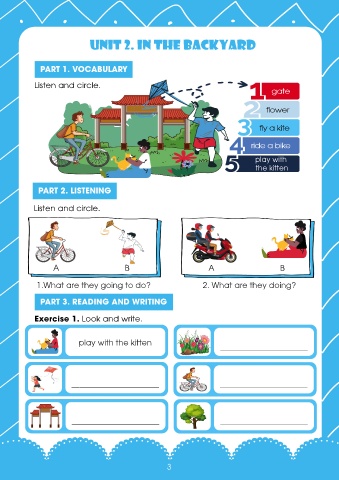 UNIT 2. IN THE BACKYARD
PART 1. VOCABULARY
Listen and circle.
1 gate
2 flower
3 fly a kite
4 ride a bike
5 play with
the kitten
PART 2. LISTENING
Listen and circle.
A B A B
1.What are they going to do? 2. What are they doing?
PART 3. READING AND WRITING
Exercise 1. Look and write.
play with the kitten
3